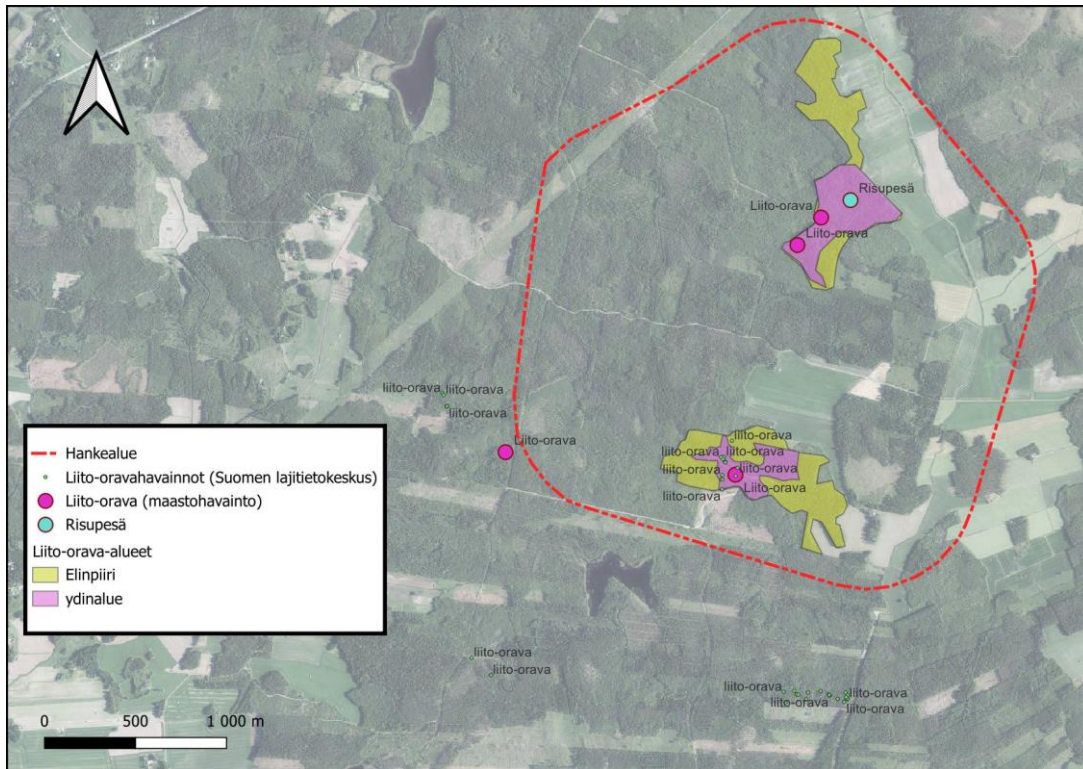 Risupesä
Liito-orava
Liito-orava
liito-orava
liito-orava
liito-orava
Liito-orava
liito-orava
liito-orava
liito-orava
liito-orava
Liito-orava
liito-orava
Hankealue
Liito-oravahavainnot (Suomen lajitietokeskus)
Liito-orava (maastohavainto)
Risupesä
Liito-orava-alueet
Elinpiiri
ydinalue
liito-orava
liito-orava
liito-orava
liito-orava
liito-orava
liito-orava
0 500 1 000 m